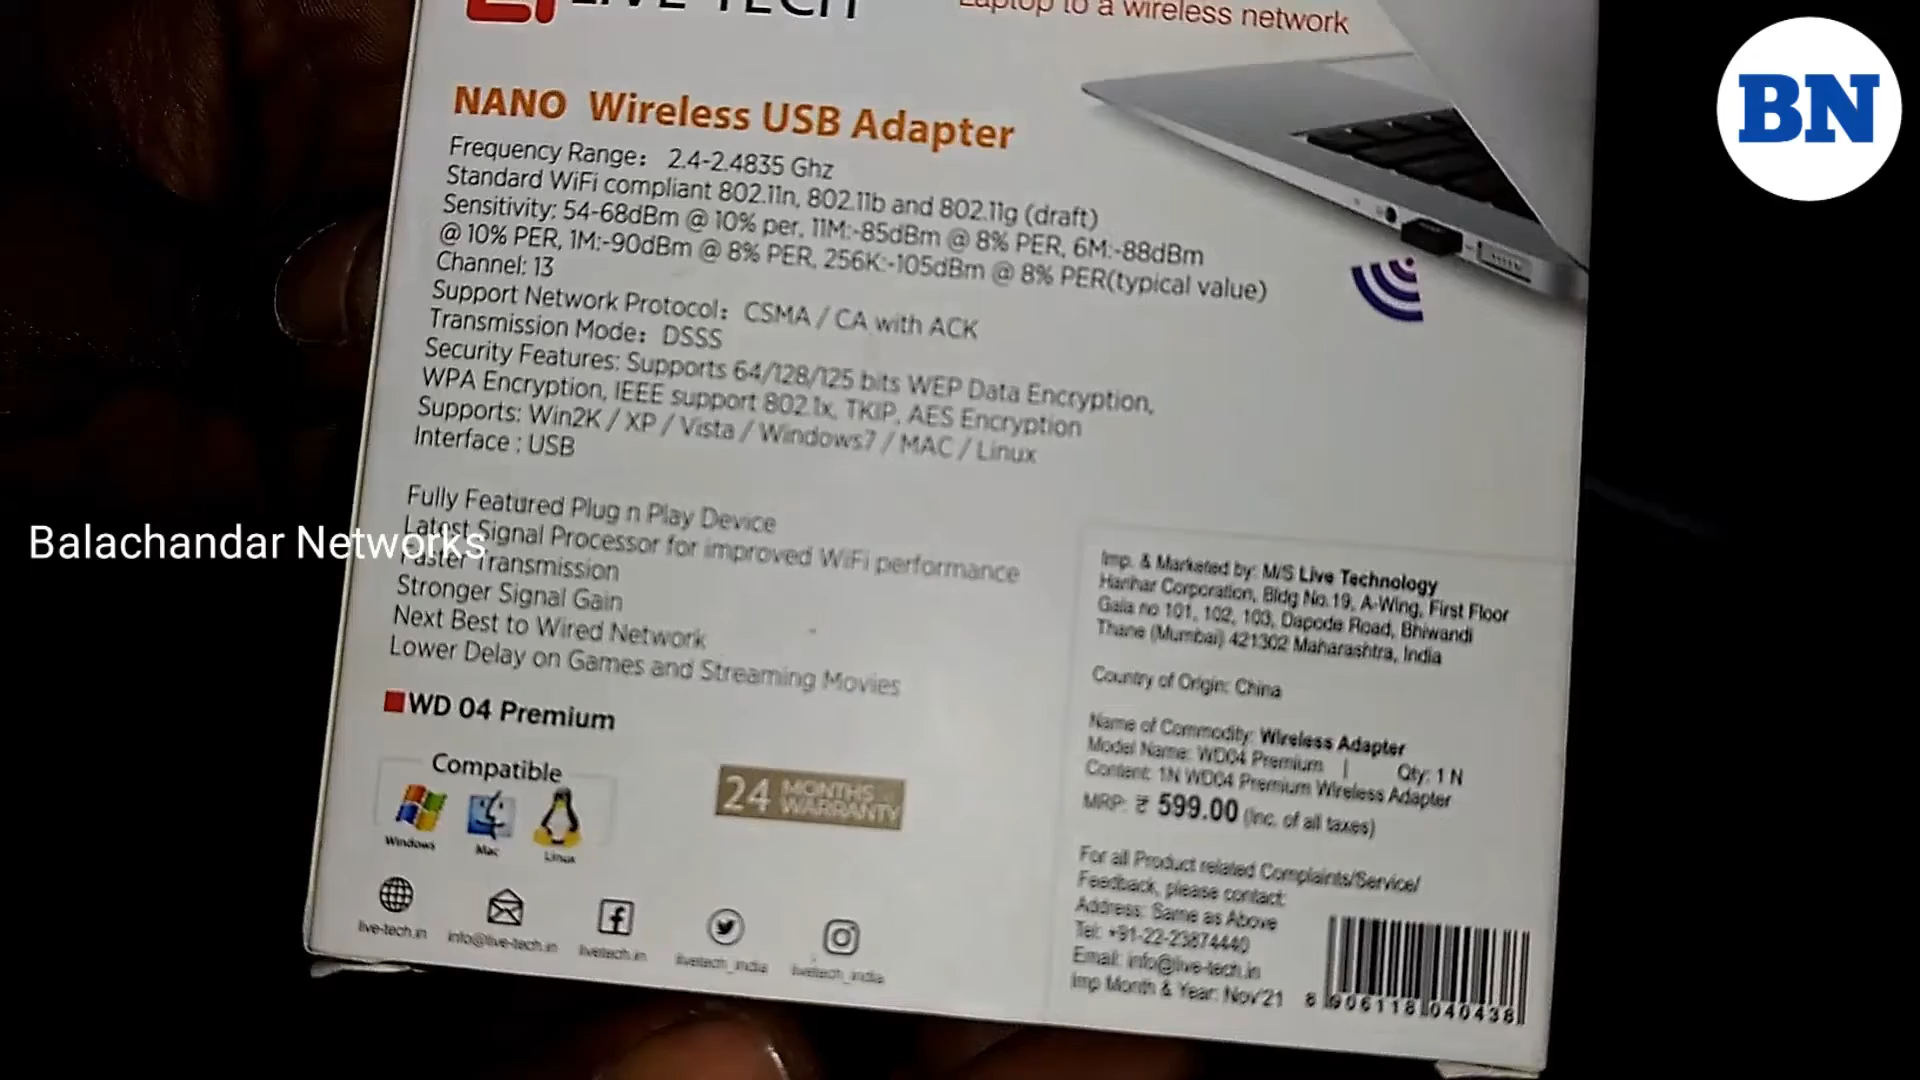 LIVE TECH
Laptop to a wireless network
BN
NANO Wireless USB Adapter
Frequency Range: 2.4-2.4835 Ghz
Standard WiFi compliant 802.11n, 802.11b and 802.11g (draft)
Sensitivity: 54-68dBm @ 10% per, 11M:-85dBm @ 8% PER, 6M:-88dBm
@ 10% PER, 1M:-90dBm @ 8% PER, 256K:-105dBm @ 8% PER(typical value)
Channel: 13
Support Network Protocol: CSMA / CA with ACK
Transmission Mode: DSSS
Security Features: Supports 64/128/125 bits WEP Data Encryption,
WPA Encryption, IEEE support 802.1x, TKIP, AES Encryption
Supports: Win2K / XP / Vista / Windows7 / MAC / Linux
Interface : USB
Fully Featured Plug n Play Device
Latest Signal Processor for improved WiFi performance
Balachandar Networks
Faster Transmission
Stronger Signal Gain
Next Best to Wired Network
Lower Delay on Games and Streaming Movies
WD 04 Premium
Compatible
Windows
Mac
Linux
24 MONTHS
WARRANTY
live-tech.in
info@live-tech.in
livetech.in
livetech_india
livetech_india
Imp. & Marketed by: M/S Live Technology
Harihar Corporation, Bldg No.19, A-Wing, First Floor
Gala no 101, 102, 103, Dapode Road, Bhiwandi
Thane (Mumbai) 421302 Maharashtra, India
Country of Origin: China
Name of Commodity: Wireless Adapter
Model Name: WD04 Premium | Qty: 1 N
Content: 1N WD04 Premium Wireless Adapter
MRP: ₹ 599.00 (Inc. of all taxes)
For all Product related Complaints/Service/
Feedback, please contact:
Address: Same as Above
Tel: +91-22-23874440
Email: info@live-tech.in
Imp Month & Year: Nov'21
8 906118 040438